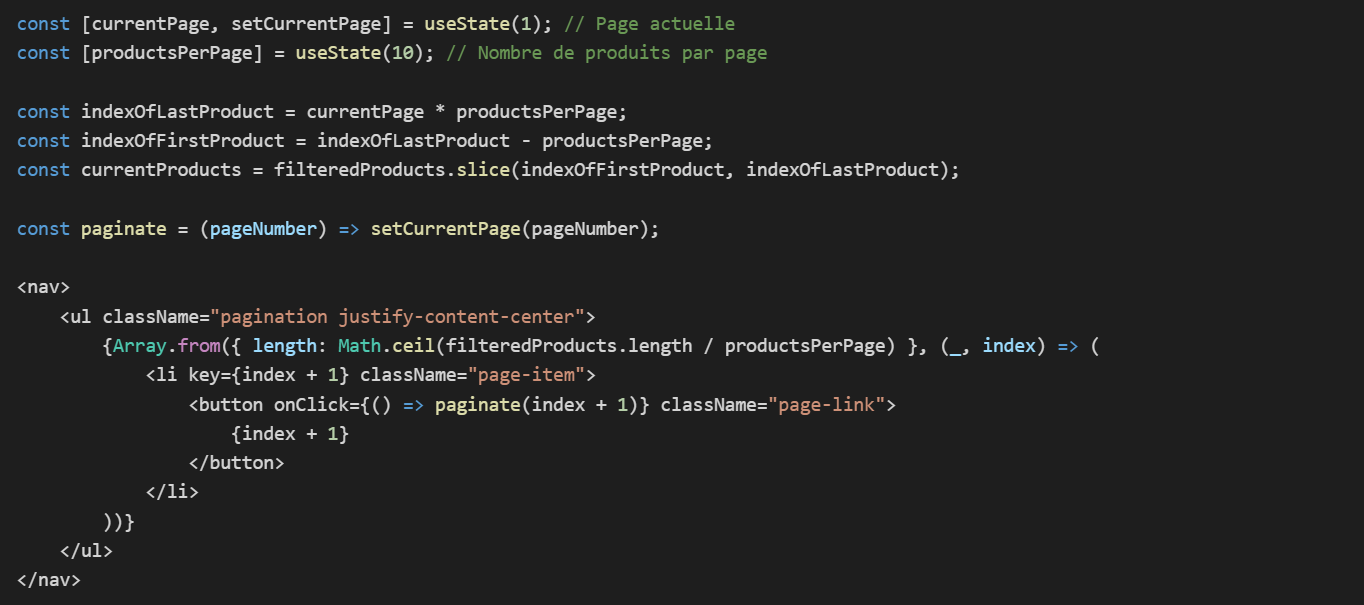 const [currentPage, setCurrentPage] = useState(1); // Page actuelle
const [productsPerPage] = useState(10); // Nombre de produits par page

const indexOfLastProduct = currentPage * productsPerPage;
const indexOfFirstProduct = indexOfLastProduct - productsPerPage;
const currentProducts = filteredProducts.slice(indexOfFirstProduct, indexOfLastProduct);

const paginate = (pageNumber) => setCurrentPage(pageNumber);

<nav>
    <ul className="pagination justify-content-center">
        {Array.from({ length: Math.ceil(filteredProducts.length / productsPerPage) }, (_, index) => (
            <li key={index + 1} className="page-item">
                <button onClick={() => paginate(index + 1)} className="page-link">
                    {index + 1}
                </button>
            </li>
        ))}
    </ul>
</nav>